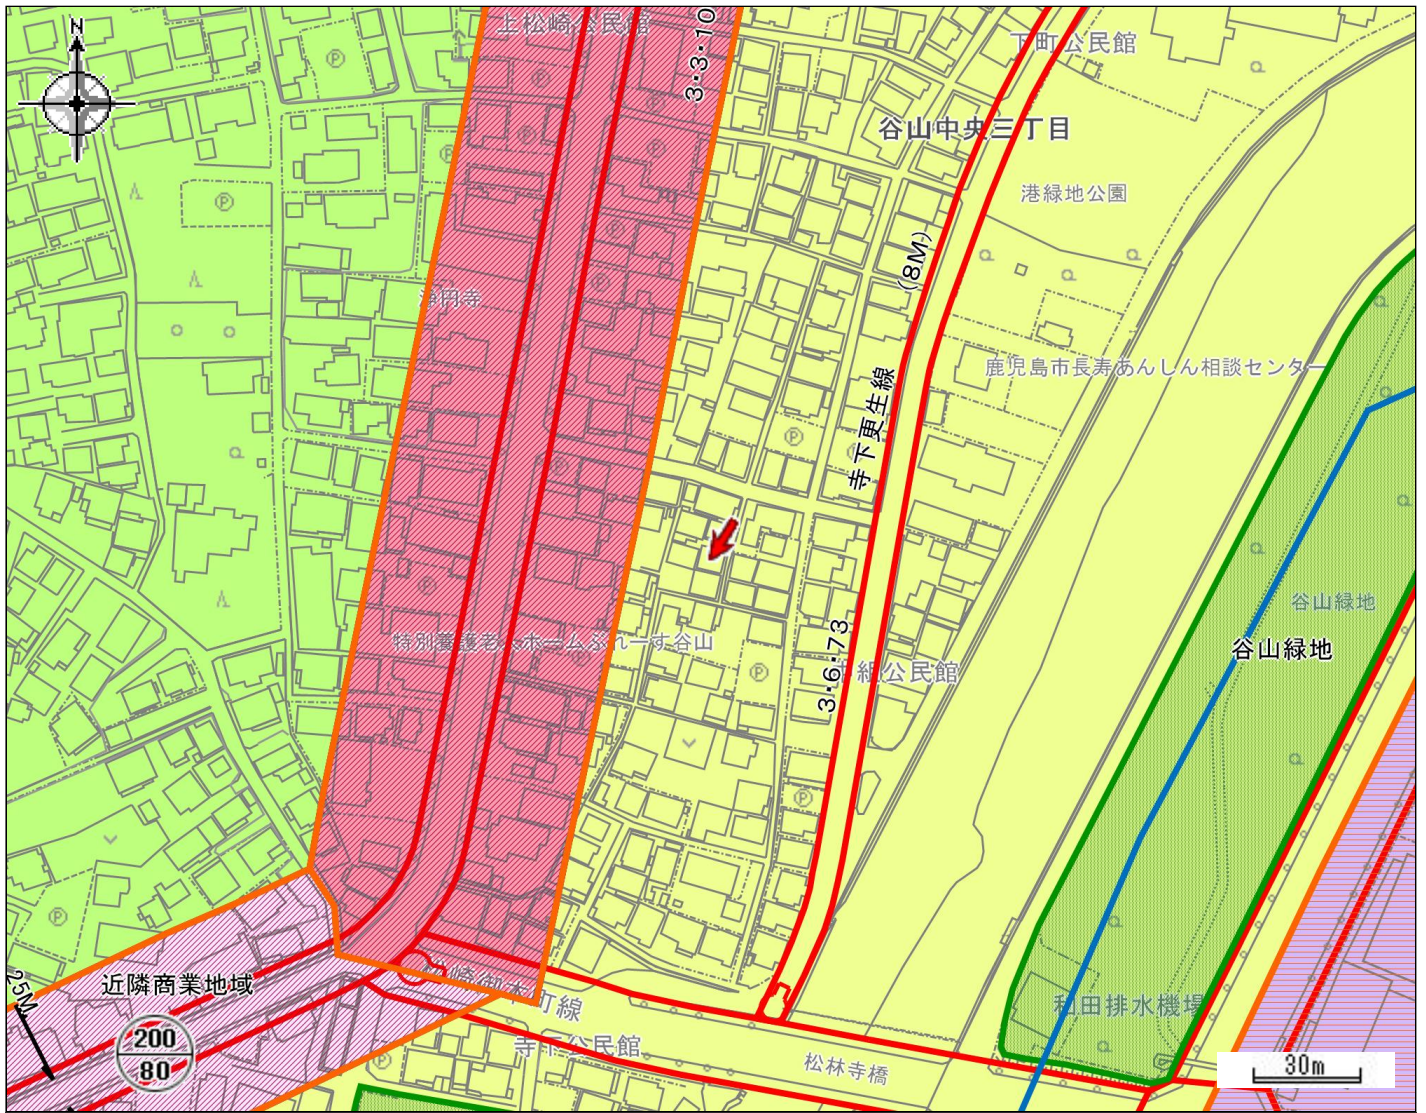 N
上松崎公民館
3・3・10
下町公民館
谷山中央三丁目
港緑地公園
(8M)
浄円寺
鹿児島市長寿あんしん相談センター
寺下更生線
谷山緑地
谷山緑地
特別養護老人ホームぷれーす谷山
3・6・73
組公民館
近隣商業地域
25M
200
80
松崎御本町線
和田排水機場
寺下公民館
松林寺橋
30m